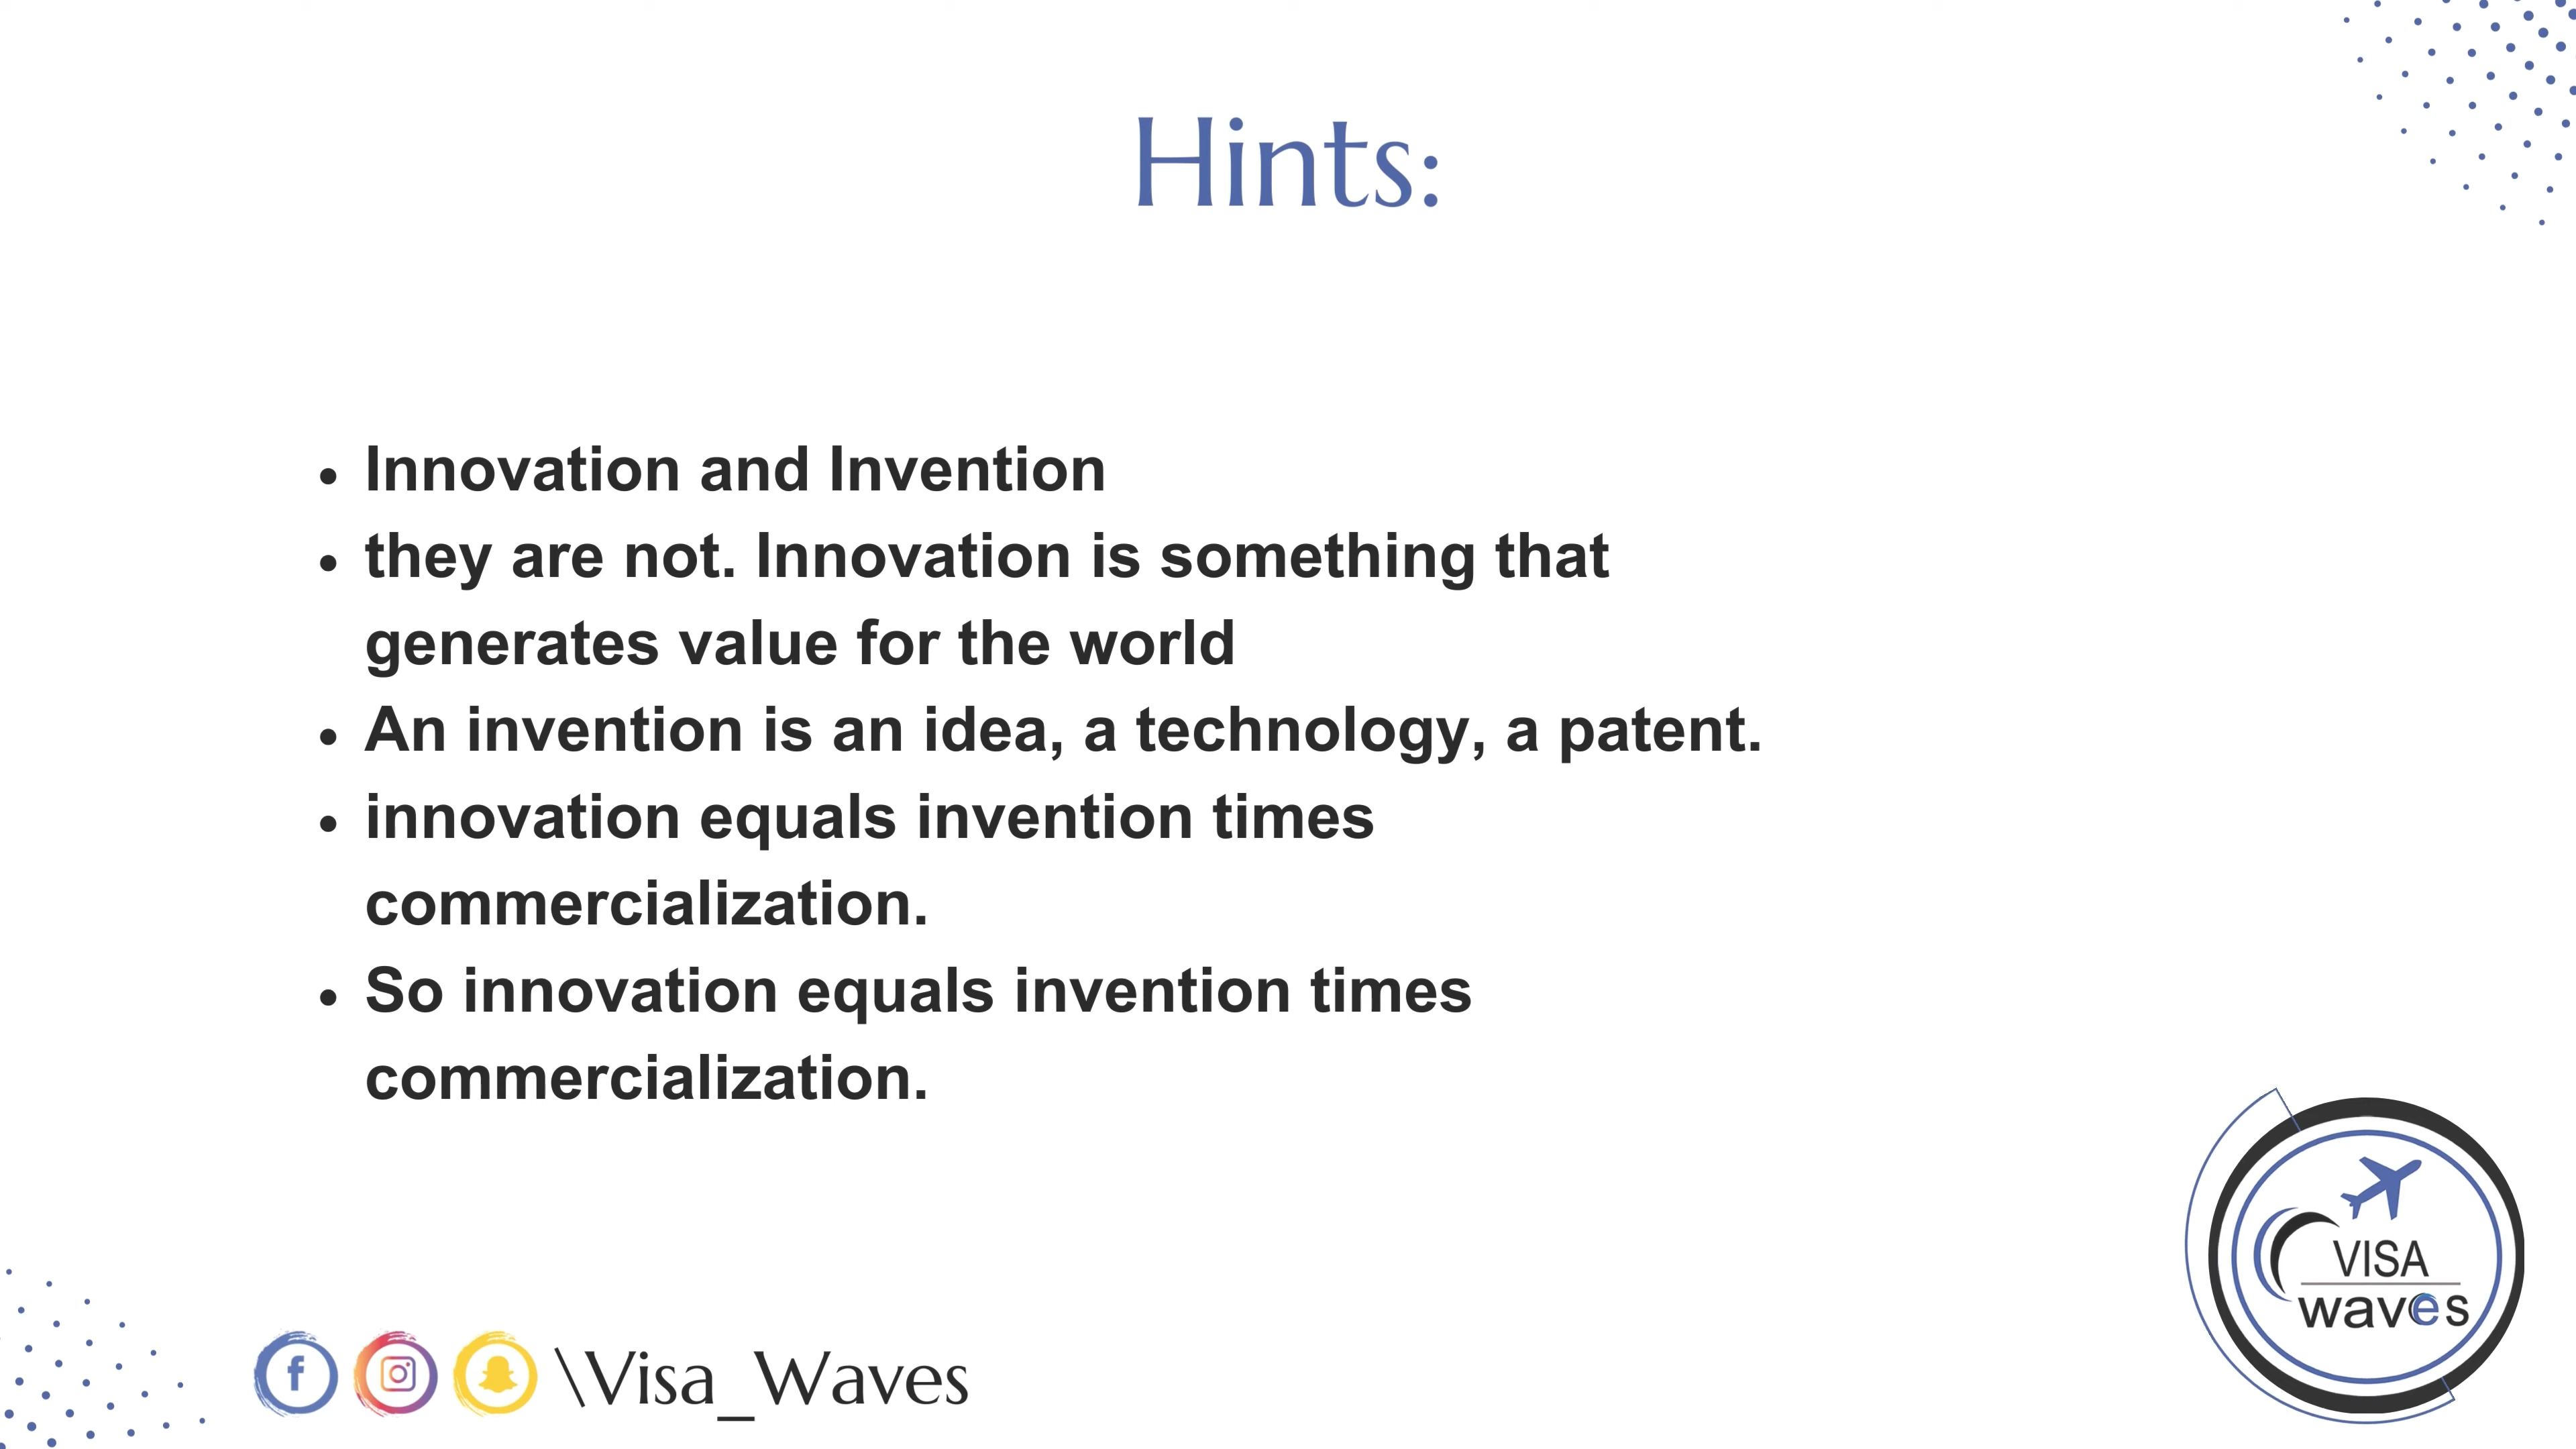 Hints:
• Innovation and Invention
• they are not. Innovation is something that
generates value for the world
• An invention is an idea, a technology, a patent.
• innovation equals invention times
commercialization.
• So innovation equals invention times
commercialization.
VISA
waves
\Visa_Waves